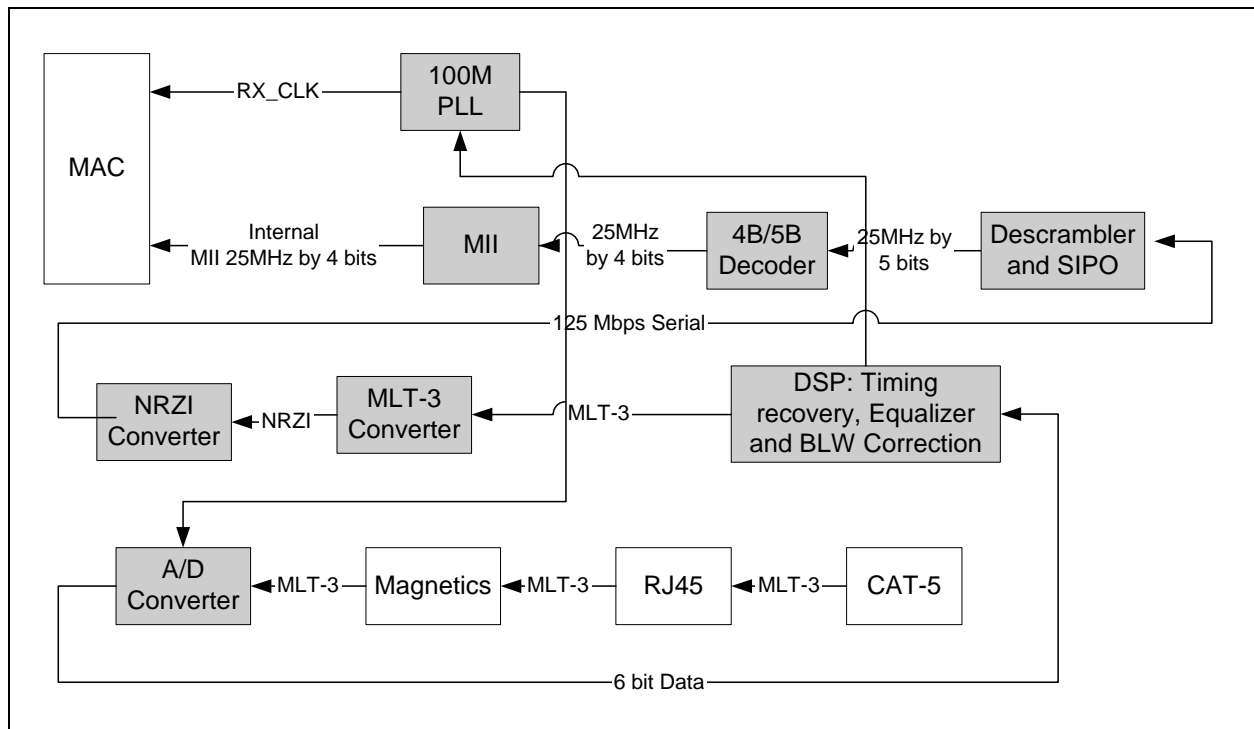 100M
PLL
RX_CLK
MAC
Internal
MII 25MHz by 4 bits
MII
25MHz
by 4 bits
4B/5B
Decoder
25MHz by
5 bits
Descrambler
and SIPO
125 Mbps Serial
NRZI
Converter
NRZI
MLT-3
Converter
MLT-3
DSP: Timing
recovery, Equalizer
and BLW Correction
A/D
Converter
MLT-3
Magnetics
MLT-3
RJ45
MLT-3
CAT-5
6 bit Data